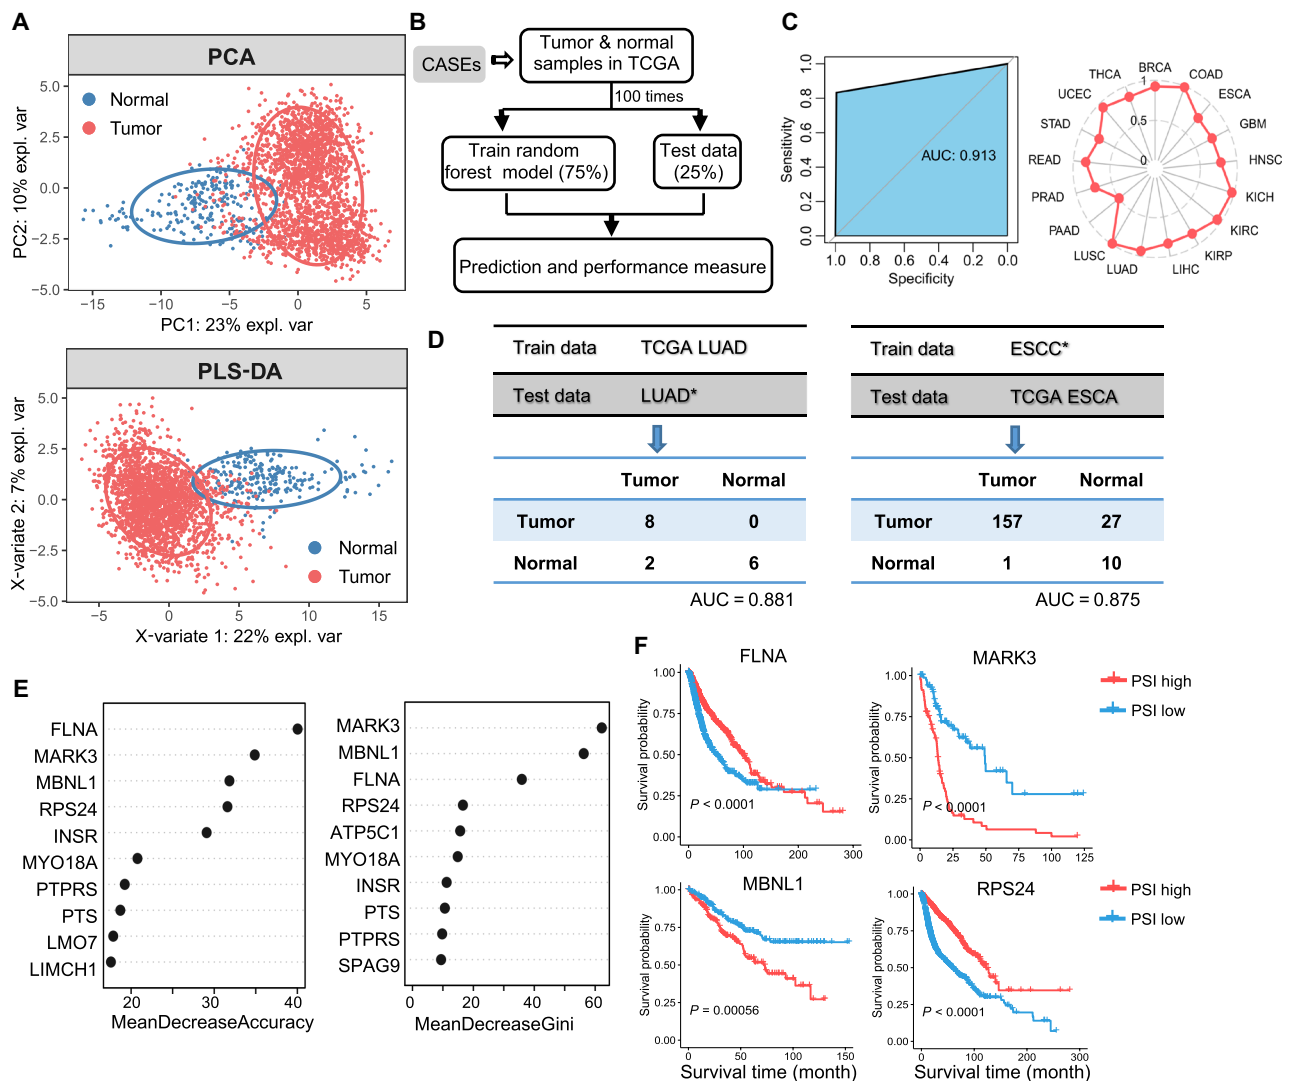 A
PCA
Normal
Tumor
5.0
2.5
0.0
−2.5
−5.0
PC2: 10% expl. var
−15
−10
−5
0
5
PC1: 23% expl. var
PLS-DA
5.0
2.5
0.0
−2.5
−5.0
X-variate 2: 7% expl. var
Normal
Tumor
−5
0
5
10
15
X-variate 1: 22% expl. var
B
CASEs
Tumor & normal
samples in TCGA
100 times
Train random
forest model (75%)
Test data
(25%)
Prediction and performance measure
C
1.0
0.8
0.6
0.4
0.2
0.0
Sensitivity
AUC: 0.913
1.0
0.8
0.6
0.4
0.2
0.0
Specificity
BRCA
COAD
ESCA
GBM
HNSC
KICH
KIRC
KIRP
LIHC
LUAD
LUSC
PAAD
PRAD
READ
STAD
UCEC
THCA
1
0.5
0
D
Train data TCGA LUAD
Test data LUAD*
Tumor Normal
Tumor 8 0
Normal 2 6
AUC = 0.881
Train data ESCC*
Test data TCGA ESCA
Tumor Normal
Tumor 157 27
Normal 1 10
AUC = 0.875
E
FLNA
MARK3
MBNL1
RPS24
INSR
MYO18A
PTPRS
PTS
LMO7
LIMCH1
20
30
40
MeanDecreaseAccuracy
MARK3
MBNL1
FLNA
RPS24
ATP5C1
MYO18A
INSR
PTS
PTPRS
SPAG9
0
20
40
60
MeanDecreaseGini
F
FLNA
1.00
0.75
0.50
0.25
0.00
Survival probability
P < 0.0001
0
100
200
300
MARK3
1.00
0.75
0.50
0.25
0.00
Survival probability
P < 0.0001
0
25
50
75
100
125
PSI high
PSI low
MBNL1
1.00
0.75
0.50
0.25
0.00
Survival probability
P = 0.00056
0
50
100
150
Survival time (month)
RPS24
1.00
0.75
0.50
0.25
0.00
Survival probability
P < 0.0001
0
100
200
300
Survival time (month)
PSI high
PSI low